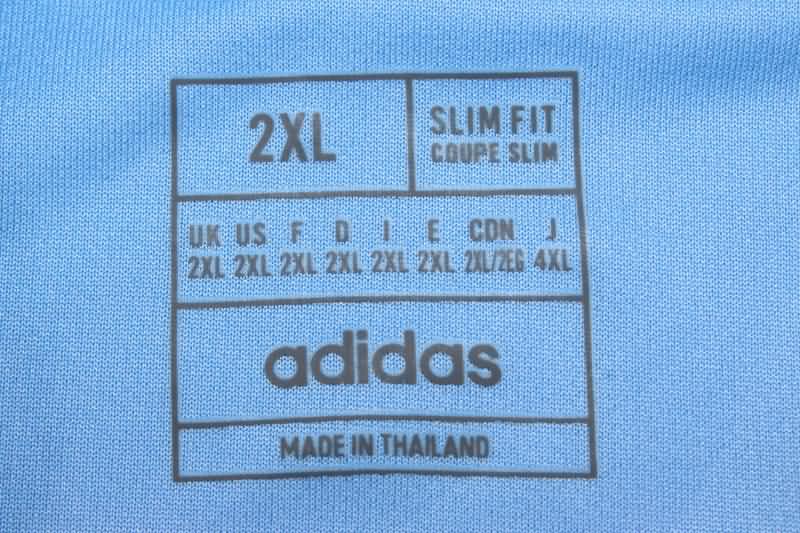 2XL
SLIM FIT
COUPE SLIM
UK US F D I E CDN J
2XL 2XL 2XL 2XL 2XL 2XL 2XL/2EG 4XL
adidas
MADE IN THAILAND